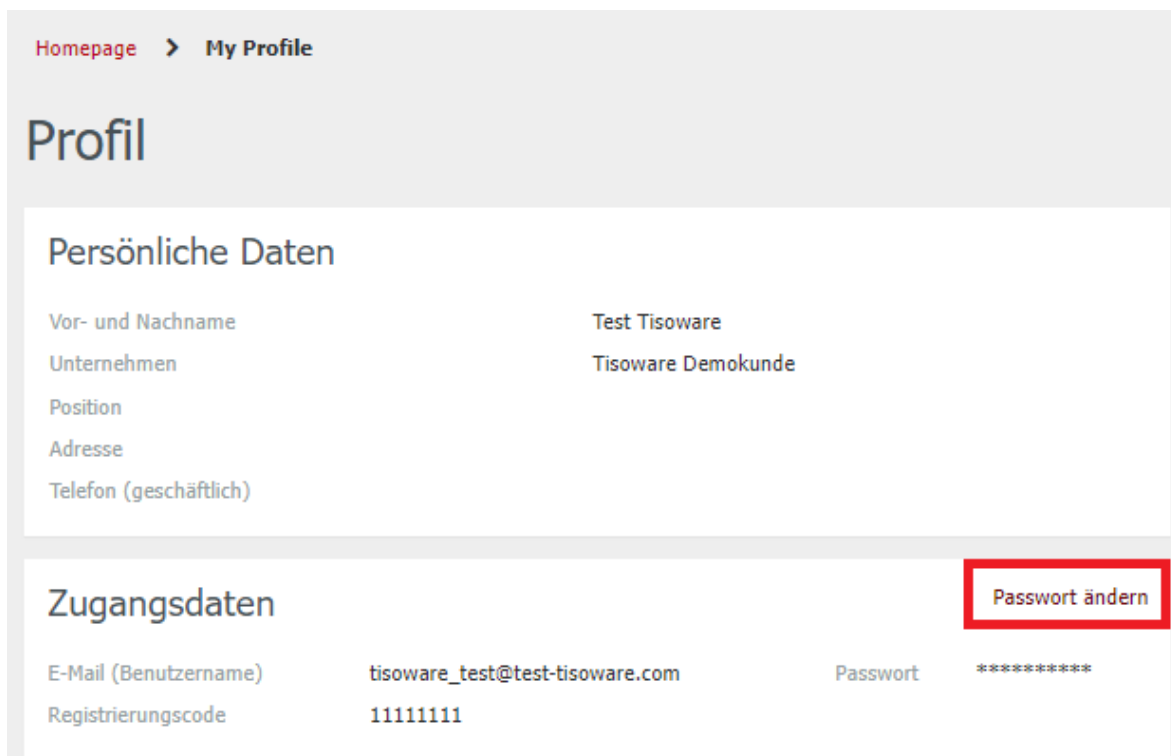 Homepage > My Profile
Profil
Persönliche Daten
Vor- und Nachname Test Tisoware
Unternehmen Tisoware Demokunde
Position
Adresse
Telefon (geschäftlich)
Zugangsdaten Passwort ändern
E-Mail (Benutzername) tisoware_test@test-tisoware.com Passwort **********
Registrierungscode 11111111